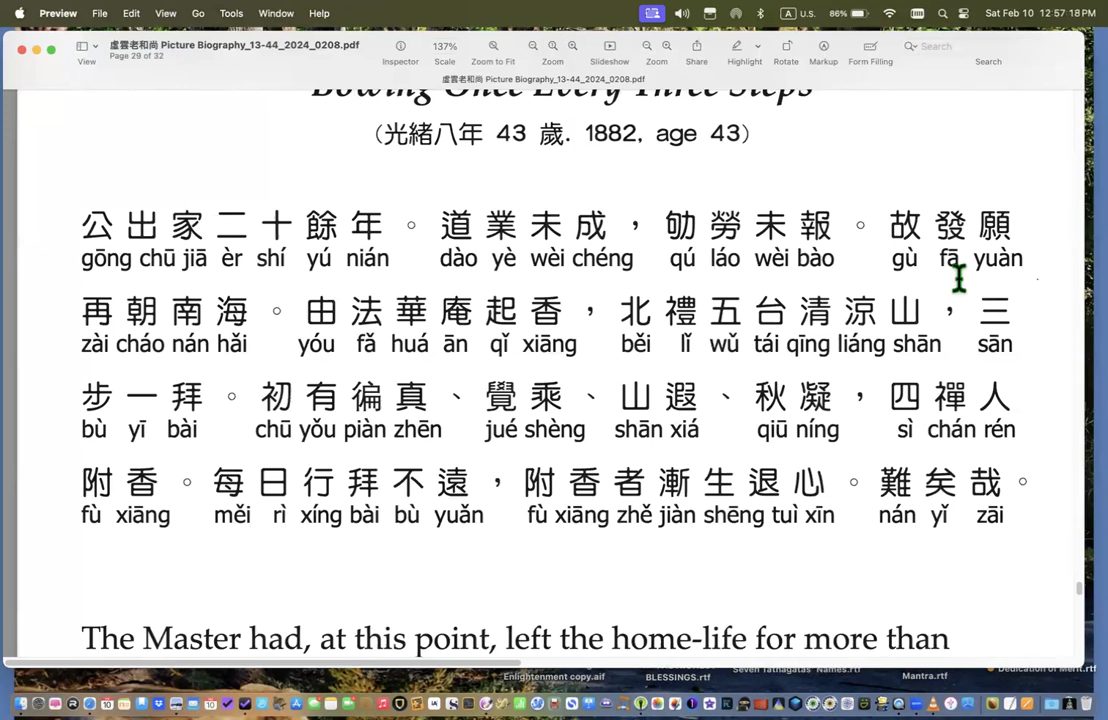 Preview File Edit View Go Tools Window Help U.S. 86% Sat Feb 10 12:57:18 PM
虛雲老和尚 Picture Biography_13-44_2024_0208.pdf
Page 29 of 32
137%
Search
View Inspector Scale Zoom to Fit Zoom Slideshow Zoom Share Highlight Rotate Markup Form Filling Search
虛雲老和尚 Picture Biography_13-44_2024_0208.pdf
Bowing Once Every Three Steps
(光緒八年 43 歲. 1882, age 43)
公出家二十餘年。道業未成，劬勞未報。故發願
gōng chū jiā èr shí yú nián dào yè wèi chéng qú láo wèi bào gù fā yuàn
再朝南海。由法華庵起香，北禮五台清涼山，三
zài cháo nán hǎi yóu fǎ huá ān qǐ xiāng běi lǐ wǔ tái qīng liáng shān sān
步一拜。初有徧真、覺乘、山遐、秋凝，四禪人
bù yī bài chū yǒu piàn zhēn jué shèng shān xiá qiū níng sì chán rén
附香。每日行拜不遠，附香者漸生退心。難矣哉。
fù xiāng měi rì xíng bài bù yuǎn fù xiāng zhě jiàn shēng tuì xīn nán yǐ zāi
The Master had, at this point, left the home-life for more than
Enlightenment copy.aif
BLESSINGS.rtf
Seven Tathagatas' Names.rtf
Mantra.rtf
Dedication of Merit.rtf